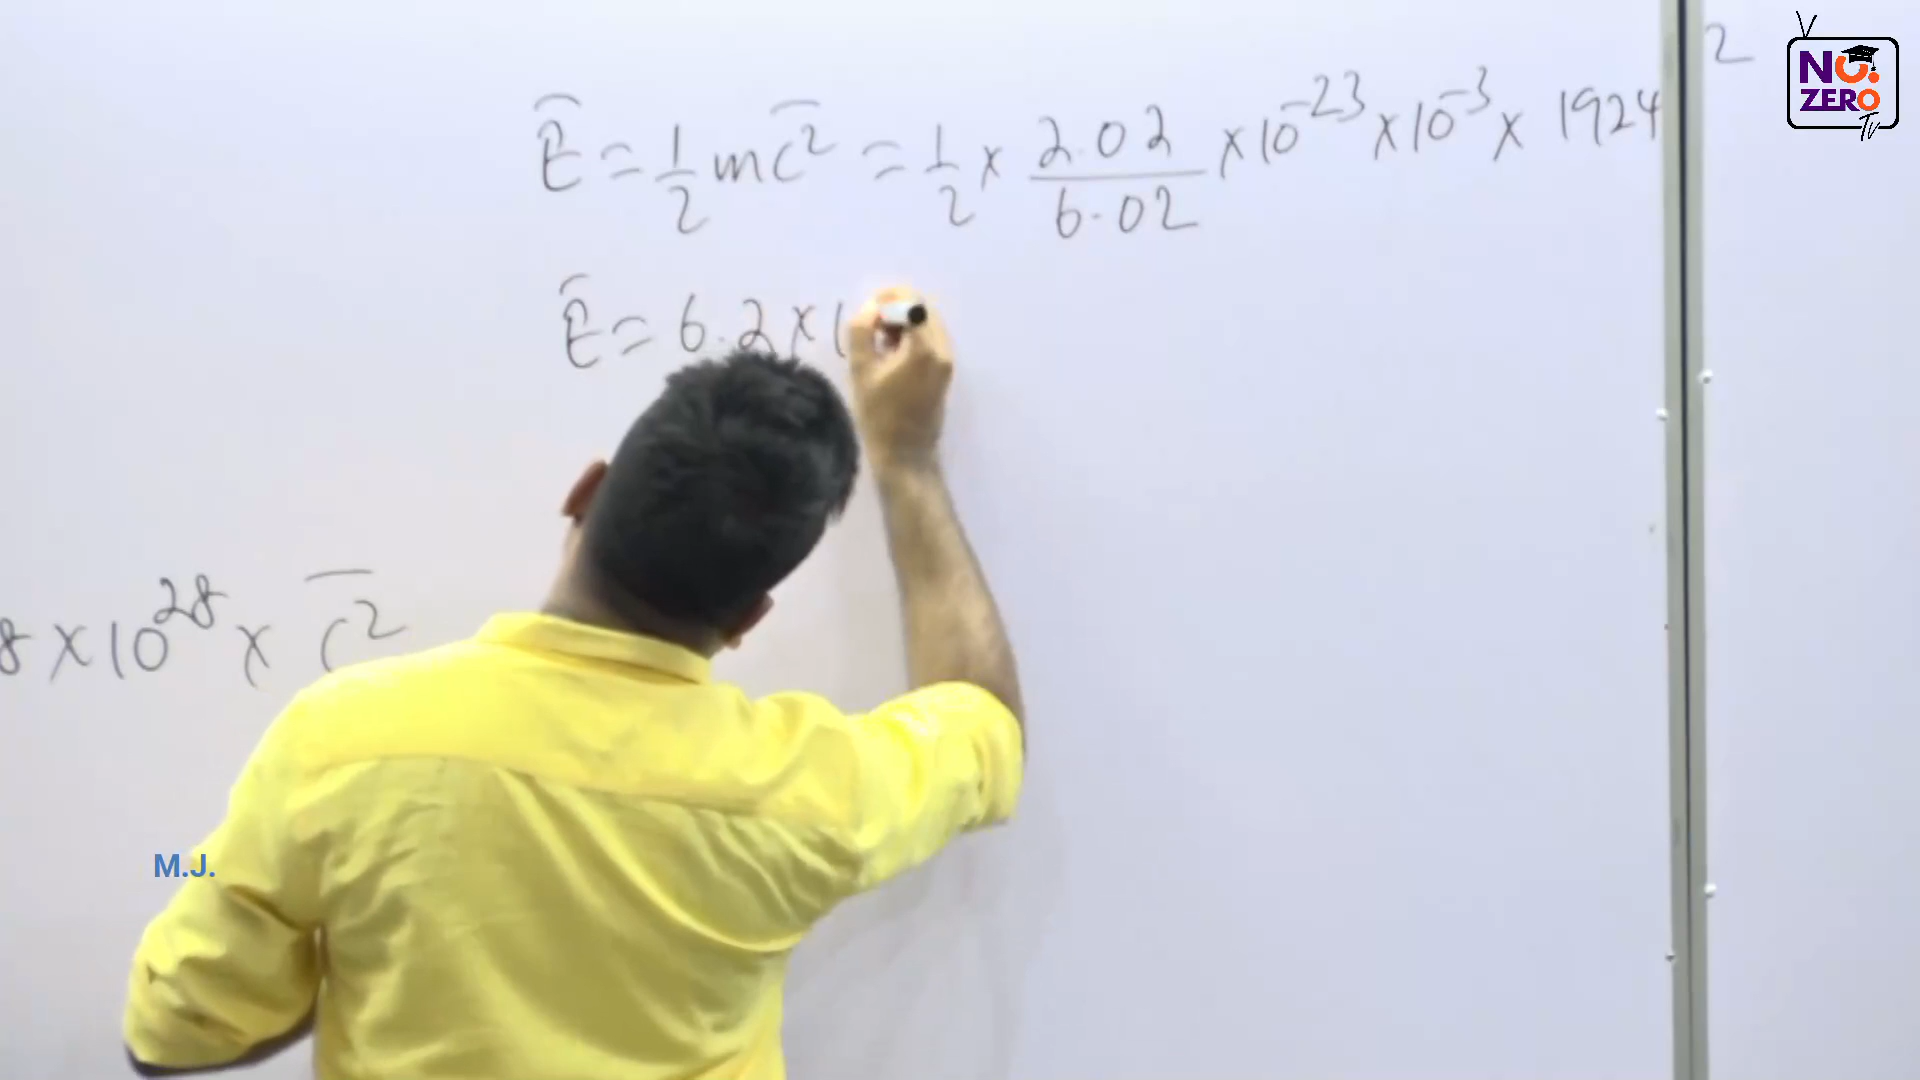 Ē = 1/2 mc̄² = 1/2 × 2.02/6.02 × 10⁻²³ × 10⁻³ × 1924²
Ē = 6.2 × 1
8 × 10²⁸ × c̄²
M.J.
NO.
ZERO
TV